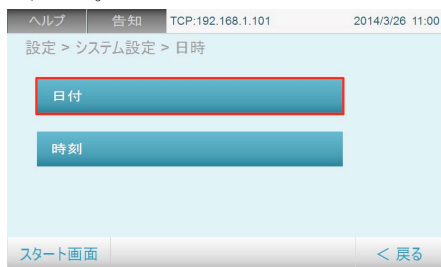 ヘルプ 告知 TCP:192.168.1.101 2014/3/26 11:00
設定 > システム設定 > 日時
日付
時刻
スタート画面 < 戻る